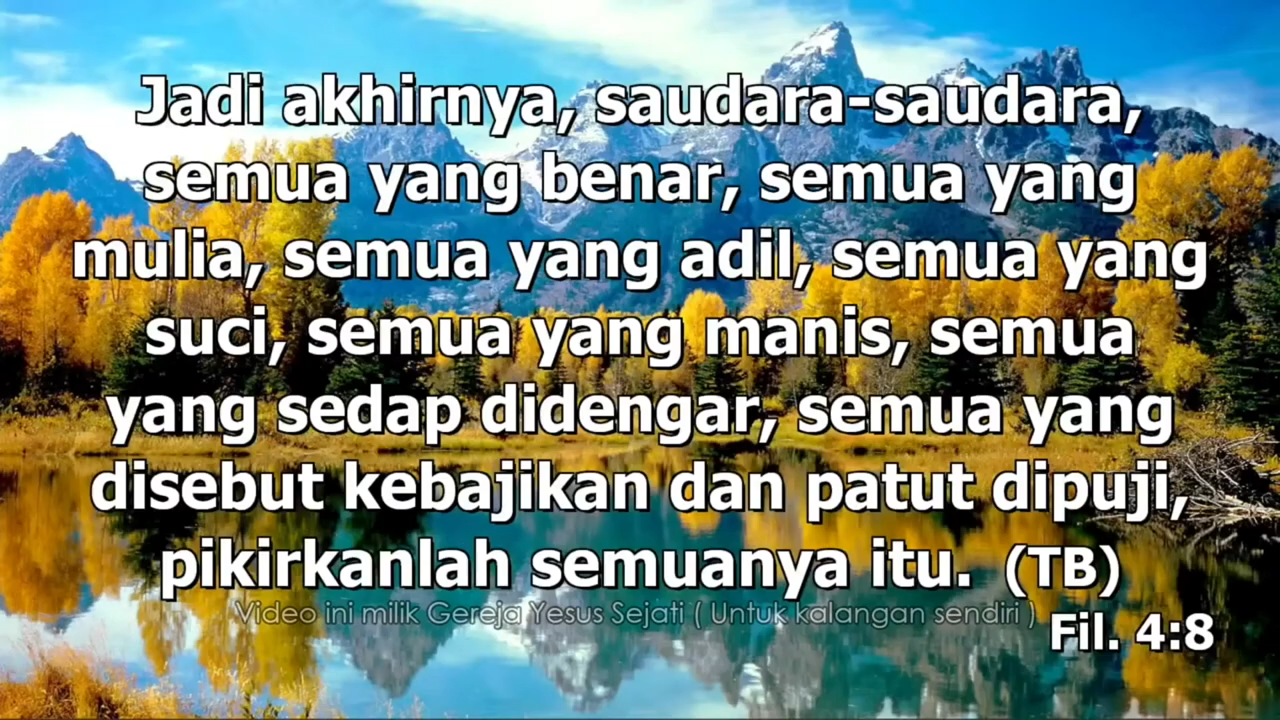 Jadi akhirnya, saudara-saudara,
semua yang benar, semua yang
mulia, semua yang adil, semua yang
suci, semua yang manis, semua
yang sedap didengar, semua yang
disebut kebajikan dan patut dipuji,
pikirkanlah semuanya itu. (TB)
Video ini milik Gereja Yesus Sejati ( Untuk kalangan sendiri )
Fil. 4:8